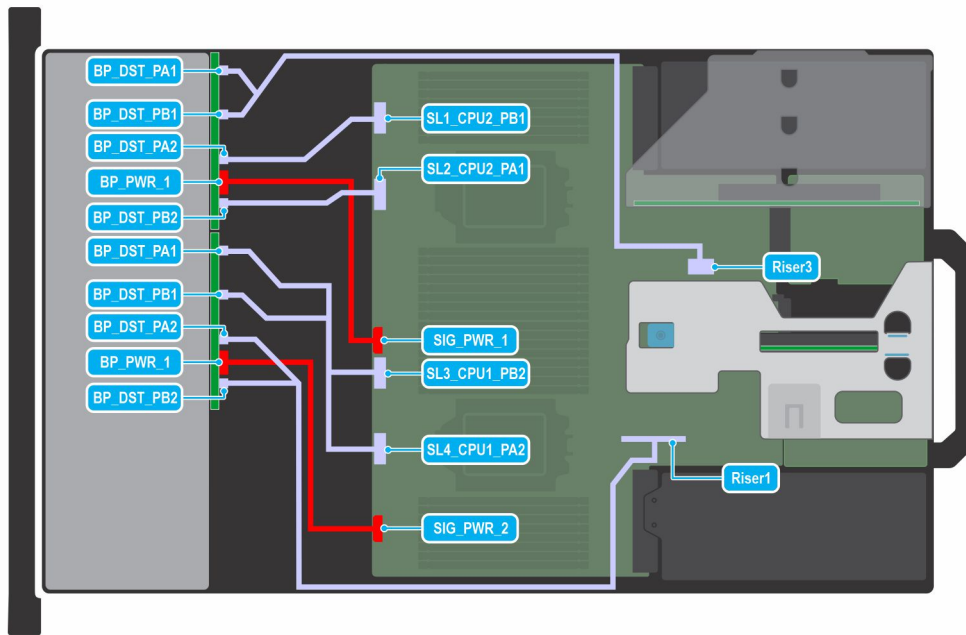 BP_DST_PA1
BP_DST_PB1
BP_DST_PA2
BP_PWR_1
BP_DST_PB2
BP_DST_PA1
BP_DST_PB1
BP_DST_PA2
BP_PWR_1
BP_DST_PB2
SL1_CPU2_PB1
SL2_CPU2_PA1
SIG_PWR_1
SL3_CPU1_PB2
SL4_CPU1_PA2
SIG_PWR_2
Riser3
Riser1